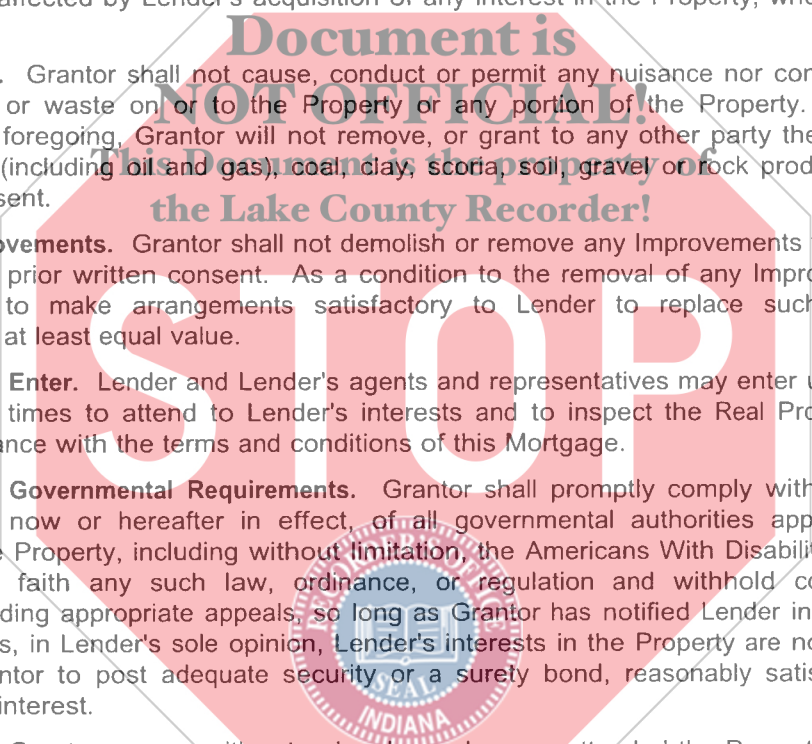 affected by Lender's acquisition of any interest in the Property, wh
Document is
. Grantor shall not cause, conduct or permit any nuisance nor con
or waste on or to the Property or any portion of the Property.
NOT OFFICIAL!
foregoing, Grantor will not remove, or grant to any other party the
This Document is the property of
(including oil and gas), coal, clay, scoria, soil, gravel or rock prod
sent.
the Lake County Recorder!
ovements. Grantor shall not demolish or remove any Improvements
prior written consent. As a condition to the removal of any Impro
to make arrangements satisfactory to Lender to replace such
at least equal value.
STOP
Enter. Lender and Lender's agents and representatives may enter u
times to attend to Lender's interests and to inspect the Real Pro
ance with the terms and conditions of this Mortgage.
Governmental Requirements. Grantor shall promptly comply with
now or hereafter in effect, of all governmental authorities app
e Property, including without limitation, the Americans With Disabili
faith any such law, ordinance, or regulation and withhold co
ding appropriate appeals, so long as Grantor has notified Lender in
s, in Lender's sole opinion, Lender's interests in the Property are no
ntor to post adequate security or a surety bond, reasonably satis
interest.
RECORDER'S OFFICE
SEAL
INDIANA